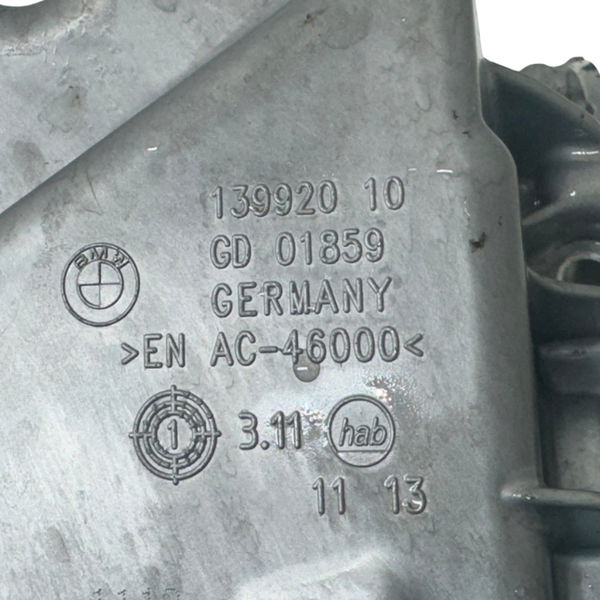 139920 10
GD 01859
BMW
GERMANY
>EN AC-46000<
1 3.11 hab
11 13